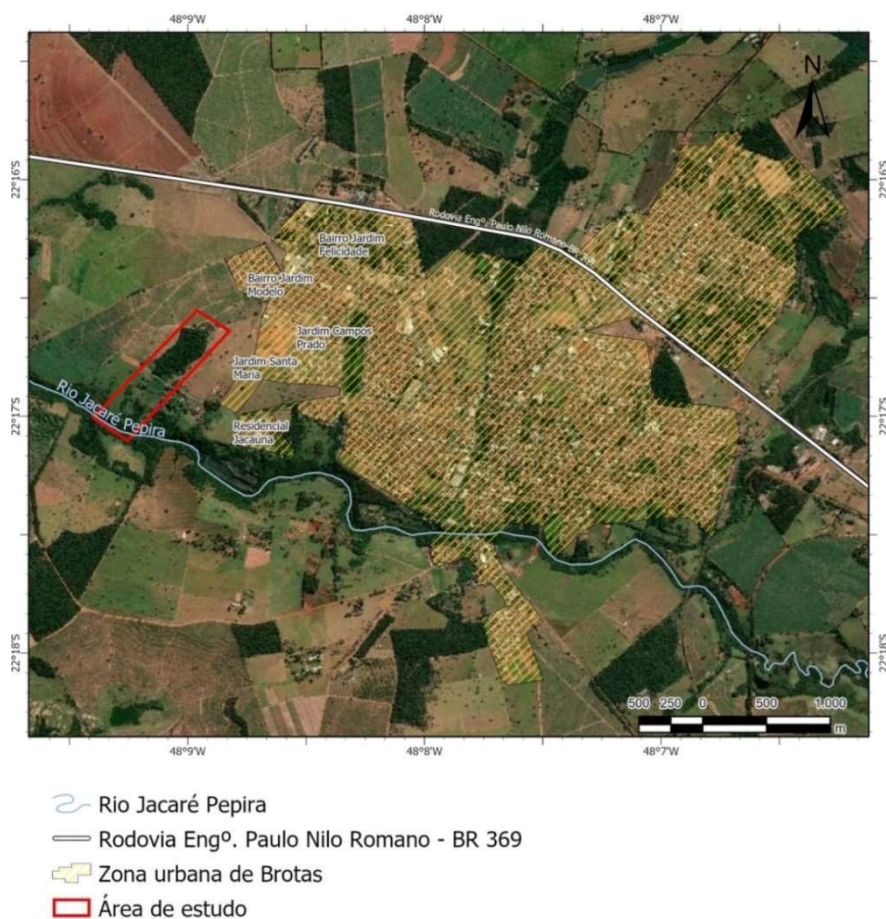 48°9'W 48°8'W 48°7'W
N
22°16'S 22°16'S
Rodovia Engº. Paulo Nilo Romano-BR 369
Bairro Jardim
Felicidade
Bairro Jardim
Modelo
Jardim Campos
Prado
Jardim Santa
Maria
22°17'S 22°17'S
Rio Jacaré Pepira
Residencial
Jacaúna
22°18'S 22°18'S
500 250 0 500 1.000
m
48°9'W 48°8'W 48°7'W
Rio Jacaré Pepira
Rodovia Engº. Paulo Nilo Romano - BR 369
Zona urbana de Brotas
Área de estudo